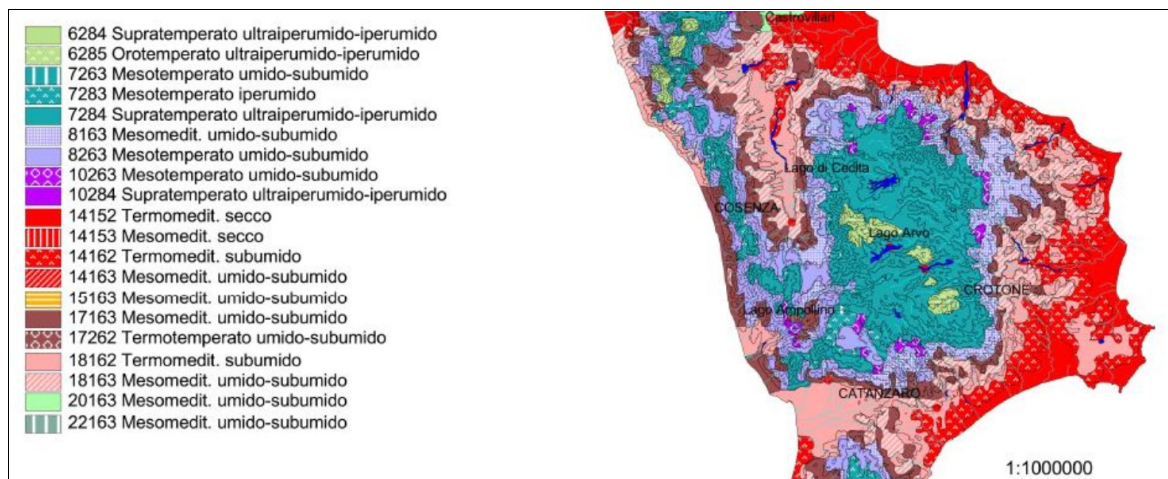 6284 Supratemperato ultraiperumido-iperumido
6285 Orotemperato ultraiperumido-iperumido
7263 Mesotemperato umido-subumido
7283 Mesotemperato iperumido
7284 Supratemperato ultraiperumido-iperumido
8163 Mesomedit. umido-subumido
8263 Mesotemperato umido-subumido
10263 Mesotemperato umido-subumido
10284 Supratemperato ultraiperumido-iperumido
14152 Termomedit. secco
14153 Mesomedit. secco
14162 Termomedit. subumido
14163 Mesomedit. umido-subumido
15163 Mesomedit. umido-subumido
17163 Mesomedit. umido-subumido
17262 Termotemperato umido-subumido
18162 Termomedit. subumido
18163 Mesomedit. umido-subumido
20163 Mesomedit. umido-subumido
22163 Mesomedit. umido-subumido
Castrovillari
Lago di Cecita
COSENZA
Lago Arvo
CROTONE
Lago Ampollino
CATANZARO
1:1000000